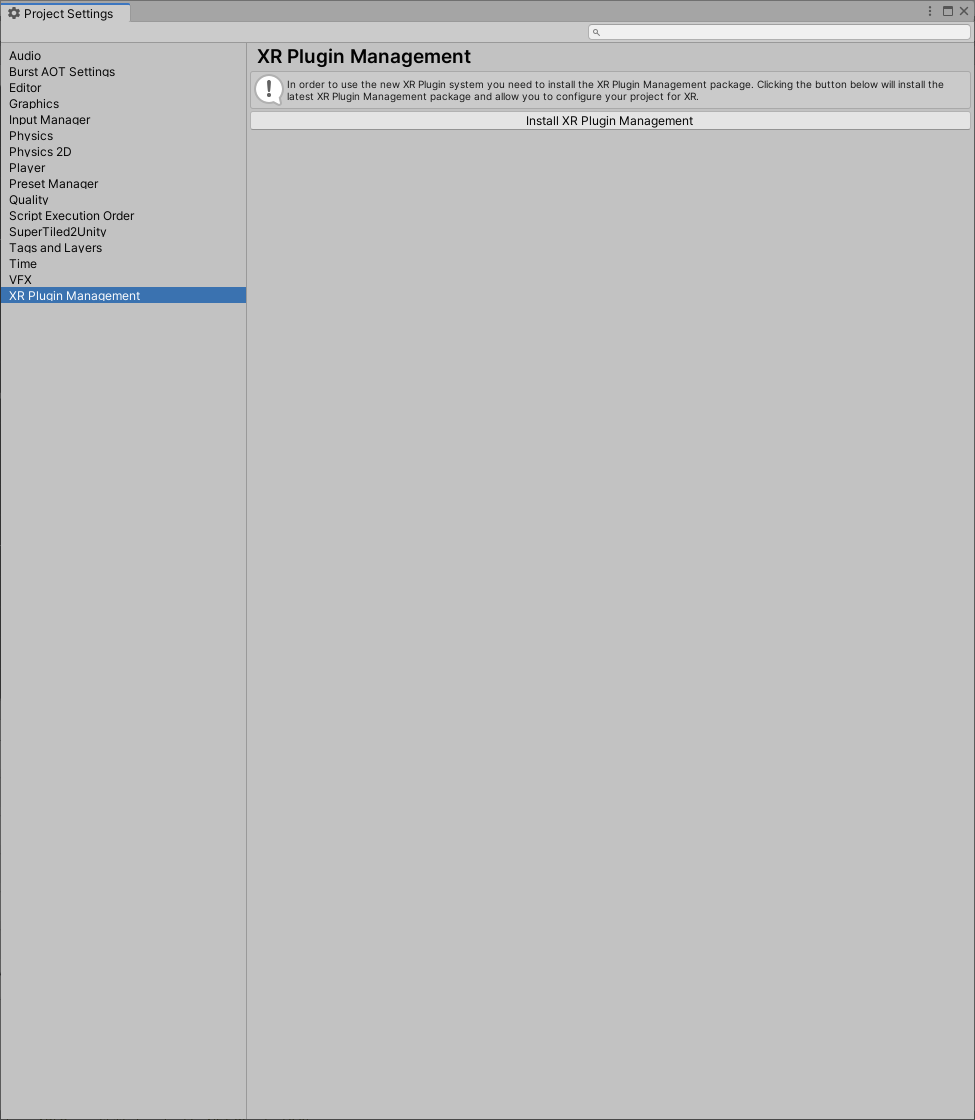 Project Settings
Audio
Burst AOT Settings
Editor
Graphics
Input Manager
Physics
Physics 2D
Player
Preset Manager
Quality
Script Execution Order
SuperTiled2Unity
Tags and Layers
Time
VFX
XR Plugin Management
XR Plugin Management
In order to use the new XR Plugin system you need to install the XR Plugin Management package. Clicking the button below will install the
latest XR Plugin Management package and allow you to configure your project for XR.
Install XR Plugin Management